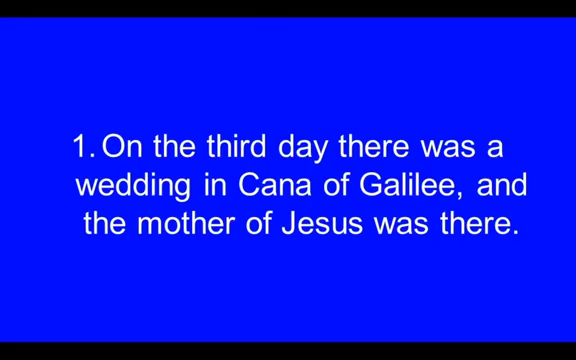 1. On the third day there was a
wedding in Cana of Galilee, and
the mother of Jesus was there.